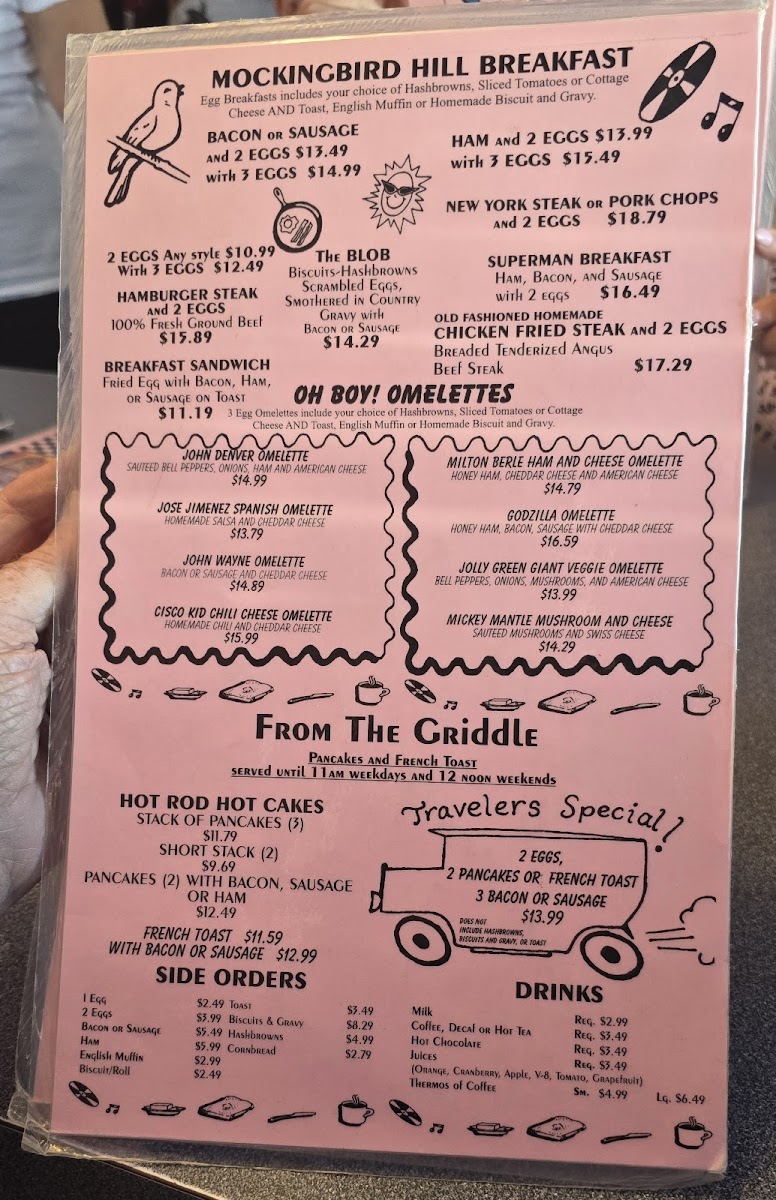 MOCKINGBIRD HILL BREAKFAST
Egg Breakfasts includes your choice of Hashbrowns, Sliced Tomatoes or Cottage
Cheese AND Toast, English Muffin or Homemade Biscuit and Gravy.
BACON OR SAUSAGE
AND 2 EGGS $13.49
WITH 3 EGGS $14.99
HAM AND 2 EGGS $13.99
WITH 3 EGGS $15.49
NEW YORK STEAK OR PORK CHOPS
AND 2 EGGS $18.79
2 EGGS ANY STYLE $10.99
WITH 3 EGGS $12.49
HAMBURGER STEAK
AND 2 EGGS
100% FRESH GROUND BEEF
$15.89
BREAKFAST SANDWICH
FRIED EGG WITH BACON, HAM,
OR SAUSAGE ON TOAST
$11.19
THE BLOB
BISCUITS-HASHBROWNS
SCRAMBLED EGGS,
SMOTHERED IN COUNTRY
GRAVY WITH
BACON OR SAUSAGE
$14.29
SUPERMAN BREAKFAST
HAM, BACON, AND SAUSAGE
WITH 2 EGGS $16.49
OLD FASHIONED HOMEMADE
CHICKEN FRIED STEAK AND 2 EGGS
BREADED TENDERIZED ANGUS
BEEF STEAK $17.29
OH BOY! OMELETTES
3 Egg Omelettes include your choice of Hashbrowns, Sliced Tomatoes or Cottage
Cheese AND Toast, English Muffin or Homemade Biscuit and Gravy.
JOHN DENVER OMELETTE
SAUTEED BELL PEPPERS, ONIONS, HAM AND AMERICAN CHEESE
$14.99
JOSE JIMENEZ SPANISH OMELETTE
HOMEMADE SALSA AND CHEDDAR CHEESE
$13.79
JOHN WAYNE OMELETTE
BACON OR SAUSAGE AND CHEDDAR CHEESE
$14.89
CISCO KID CHILI CHEESE OMELETTE
HOMEMADE CHILI AND CHEDDAR CHEESE
$15.99
MILTON BERLE HAM AND CHEESE OMELETTE
HONEY HAM, CHEDDAR CHEESE AND AMERICAN CHEESE
$14.79
GODZILLA OMELETTE
HONEY HAM, BACON, SAUSAGE WITH CHEDDAR CHEESE
$16.59
JOLLY GREEN GIANT VEGGIE OMELETTE
BELL PEPPERS, ONIONS, MUSHROOMS, AND AMERICAN CHEESE
$13.99
MICKEY MANTLE MUSHROOM AND CHEESE
SAUTEED MUSHROOMS AND SWISS CHEESE
$14.29
FROM THE GRIDDLE
PANCAKES AND FRENCH TOAST
SERVED UNTIL 11AM WEEKDAYS AND 12 NOON WEEKENDS
HOT ROD HOT CAKES
STACK OF PANCAKES (3)
$11.79
SHORT STACK (2)
$9.69
PANCAKES (2) WITH BACON, SAUSAGE
OR HAM
$12.49
FRENCH TOAST $11.59
WITH BACON OR SAUSAGE $12.99
Travelers Special!
2 EGGS,
2 PANCAKES OR FRENCH TOAST
3 BACON OR SAUSAGE
$13.99
DOES NOT
INCLUDE HASHBROWNS,
BISCUITS AND GRAVY, OR TOAST
SIDE ORDERS
1 EGG $2.49
2 EGGS $3.99
BACON OR SAUSAGE $5.49
HAM $5.99
ENGLISH MUFFIN $2.99
BISCUIT/ROLL $2.49
TOAST $3.49
BISCUITS & GRAVY $8.29
HASHBROWNS $4.99
CORNBREAD $2.79
DRINKS
MILK REG. $2.99
COFFEE, DECAF OR HOT TEA REG. $3.49
HOT CHOCOLATE REG. $3.49
JUICES REG. $3.49
(ORANGE, CRANBERRY, APPLE, V-8, TOMATO, GRAPEFRUIT)
THERMOS OF COFFEE SM. $4.99 LG. $6.49